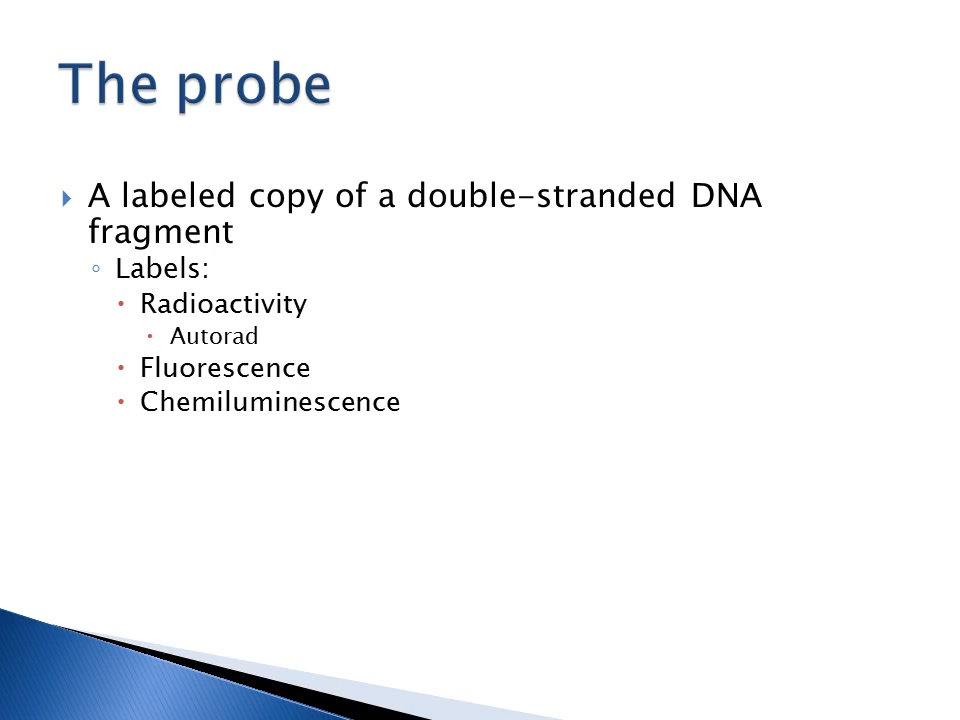 The probe
A labeled copy of a double-stranded DNA
fragment
Labels:
Radioactivity
Autorad
Fluorescence
Chemiluminescence